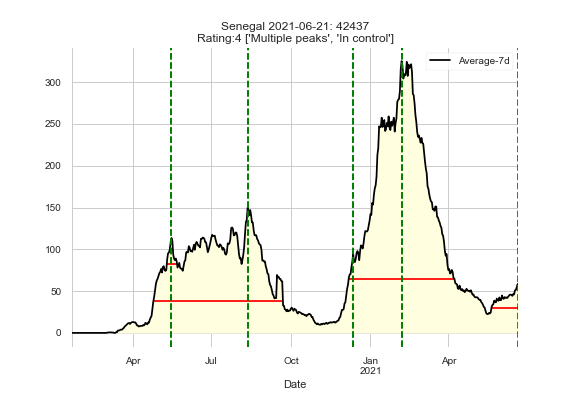 Senegal 2021-06-21: 42437
Rating:4 ['Multiple peaks', 'In control']
Average-7d
300
250
200
150
100
50
0
Apr Jul Oct Jan Apr
2021
Date